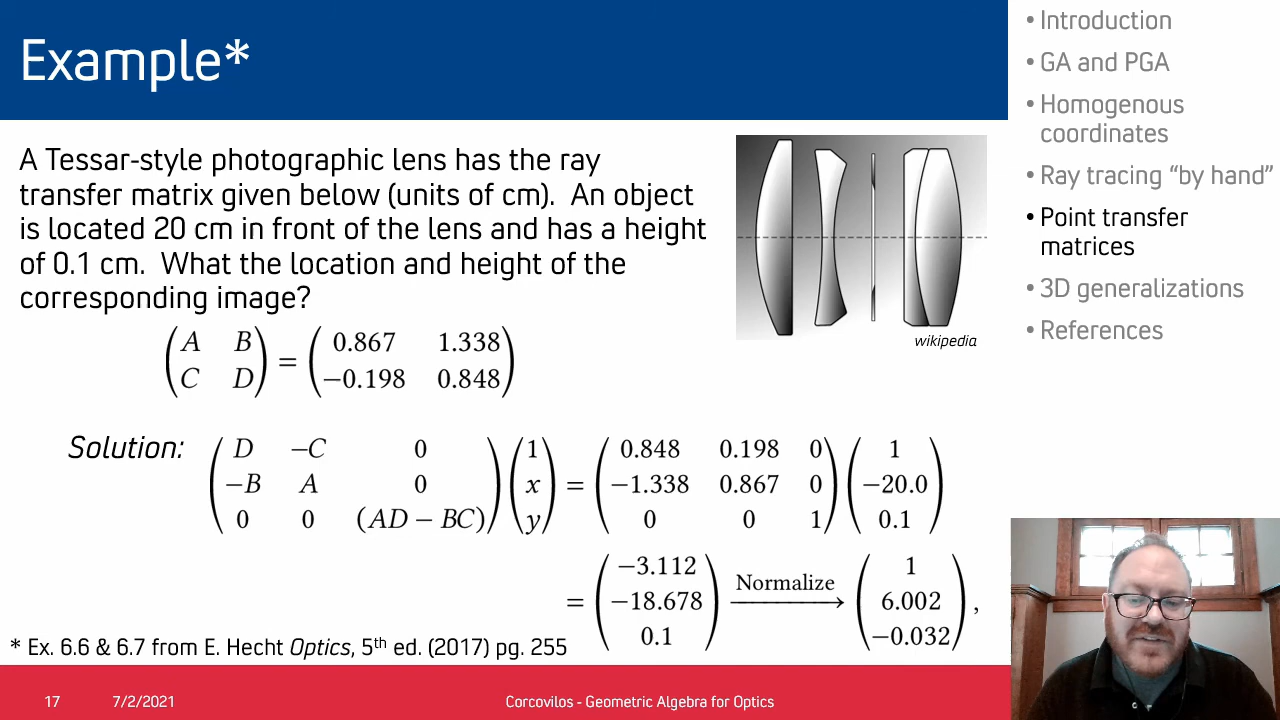 Example*
A Tessar-style photographic lens has the ray
transfer matrix given below (units of cm). An object
is located 20 cm in front of the lens and has a height
of 0.1 cm. What the location and height of the
corresponding image?
(A B) = (0.867 1.338)
(C D) (−0.198 0.848)
wikipedia
Solution:
(D −C 0) (1) = (0.848 0.198 0) (1)
(−B A 0) (x) (−1.338 0.867 0) (−20.0)
(0 0 (AD − BC)) (y) (0 0 1) (0.1)
= (−3.112) Normalize (1)
(−18.678) ⟶ (6.002) ,
(0.1) (−0.032)
* Ex. 6.6 & 6.7 from E. Hecht Optics, 5th ed. (2017) pg. 255
17 7/2/2021 Corcovilos - Geometric Algebra for Optics
• Introduction
• GA and PGA
• Homogenous
coordinates
• Ray tracing “by hand”
• Point transfer
matrices
• 3D generalizations
• References